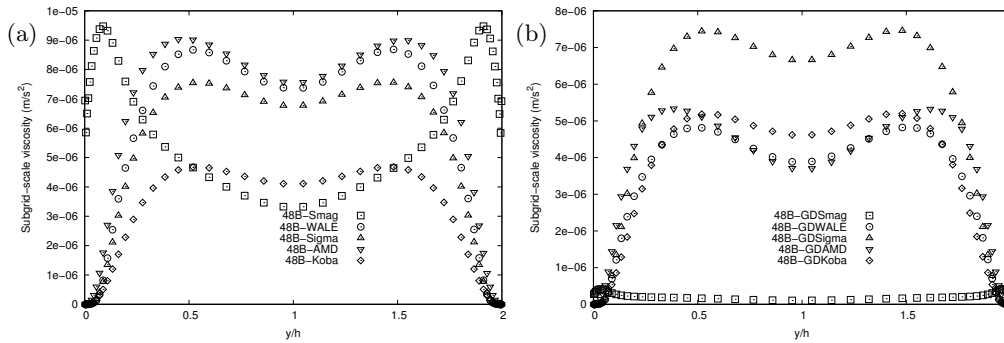 (a)
Subgrid-scale viscosity (m/s²)
1e-05
9e-06
8e-06
7e-06
6e-06
5e-06
4e-06
3e-06
2e-06
1e-06
0
48B-Smag
48B-WALE
48B-Sigma
48B-AMD
48B-Koba
0 0.5 1 1.5 2
y/h
(b)
Subgrid-scale viscosity (m/s²)
8e-06
7e-06
6e-06
5e-06
4e-06
3e-06
2e-06
1e-06
0
48B-GDSmag
48B-GDWALE
48B-GDSigma
48B-GDAMD
48B-GDKoba
0 0.5 1 1.5
y/h